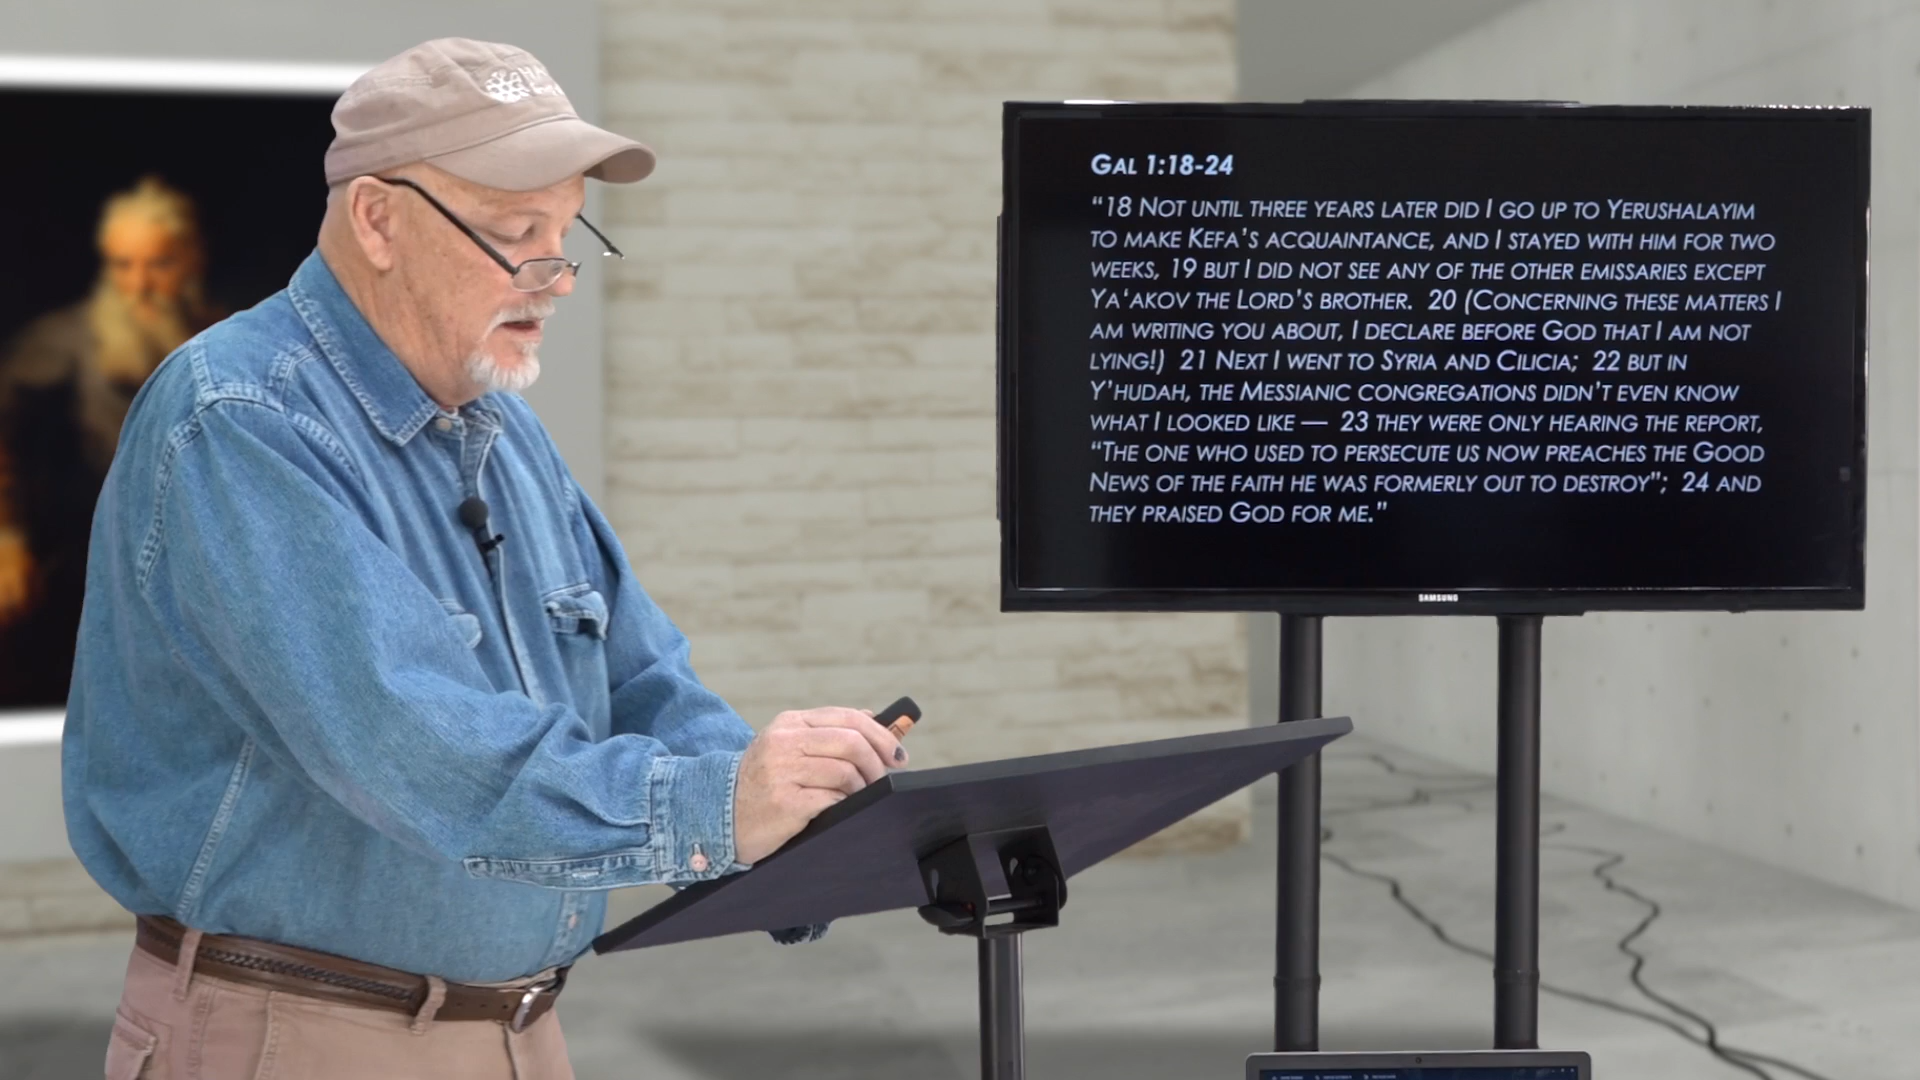 GAL 1:18-24
“18 NOT UNTIL THREE YEARS LATER DID I GO UP TO YERUSHALAYIM
TO MAKE KEFA’S ACQUAINTANCE, AND I STAYED WITH HIM FOR TWO
WEEKS, 19 BUT I DID NOT SEE ANY OF THE OTHER EMISSARIES EXCEPT
YA‘AKOV THE LORD’S BROTHER. 20 (CONCERNING THESE MATTERS I
AM WRITING YOU ABOUT, I DECLARE BEFORE GOD THAT I AM NOT
LYING!) 21 NEXT I WENT TO SYRIA AND CILICIA; 22 BUT IN
Y’HUDAH, THE MESSIANIC CONGREGATIONS DIDN’T EVEN KNOW
WHAT I LOOKED LIKE — 23 THEY WERE ONLY HEARING THE REPORT,
“THE ONE WHO USED TO PERSECUTE US NOW PREACHES THE GOOD
NEWS OF THE FAITH HE WAS FORMERLY OUT TO DESTROY”; 24 AND
THEY PRAISED GOD FOR ME.”
SAMSUNG